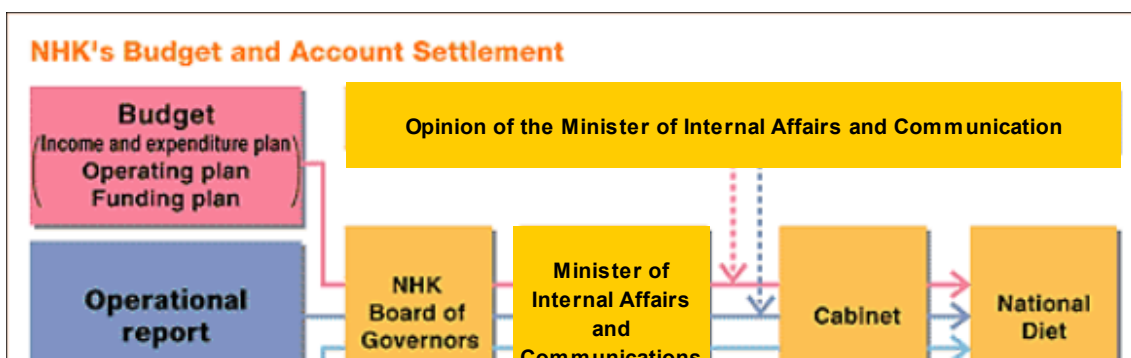 NHK's Budget and Account Settlement
Budget
(Income and expenditure plan)
Operating plan
Funding plan
Opinion of the Minister of Internal Affairs and Communication
Operational
report
NHK
Board of
Governors
Minister of
Internal Affairs
and
Communications
Cabinet
National
Diet